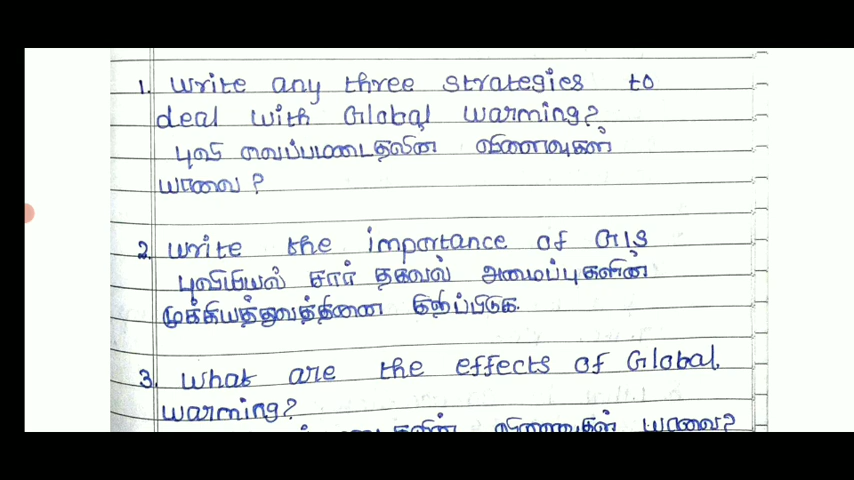 1. Write any three strategies to
deal with Global warming?
புவி வெப்பமடைதலின் விளைவுகள்
யாவை?
2. Write the importance of GIS
புவியியல் சார் தகவல் அமைப்புகளின்
முக்கியத்துவத்தினை குறிப்பிடுக.
3. What are the effects of Global
warming?
விளைவுகள் யாவை?